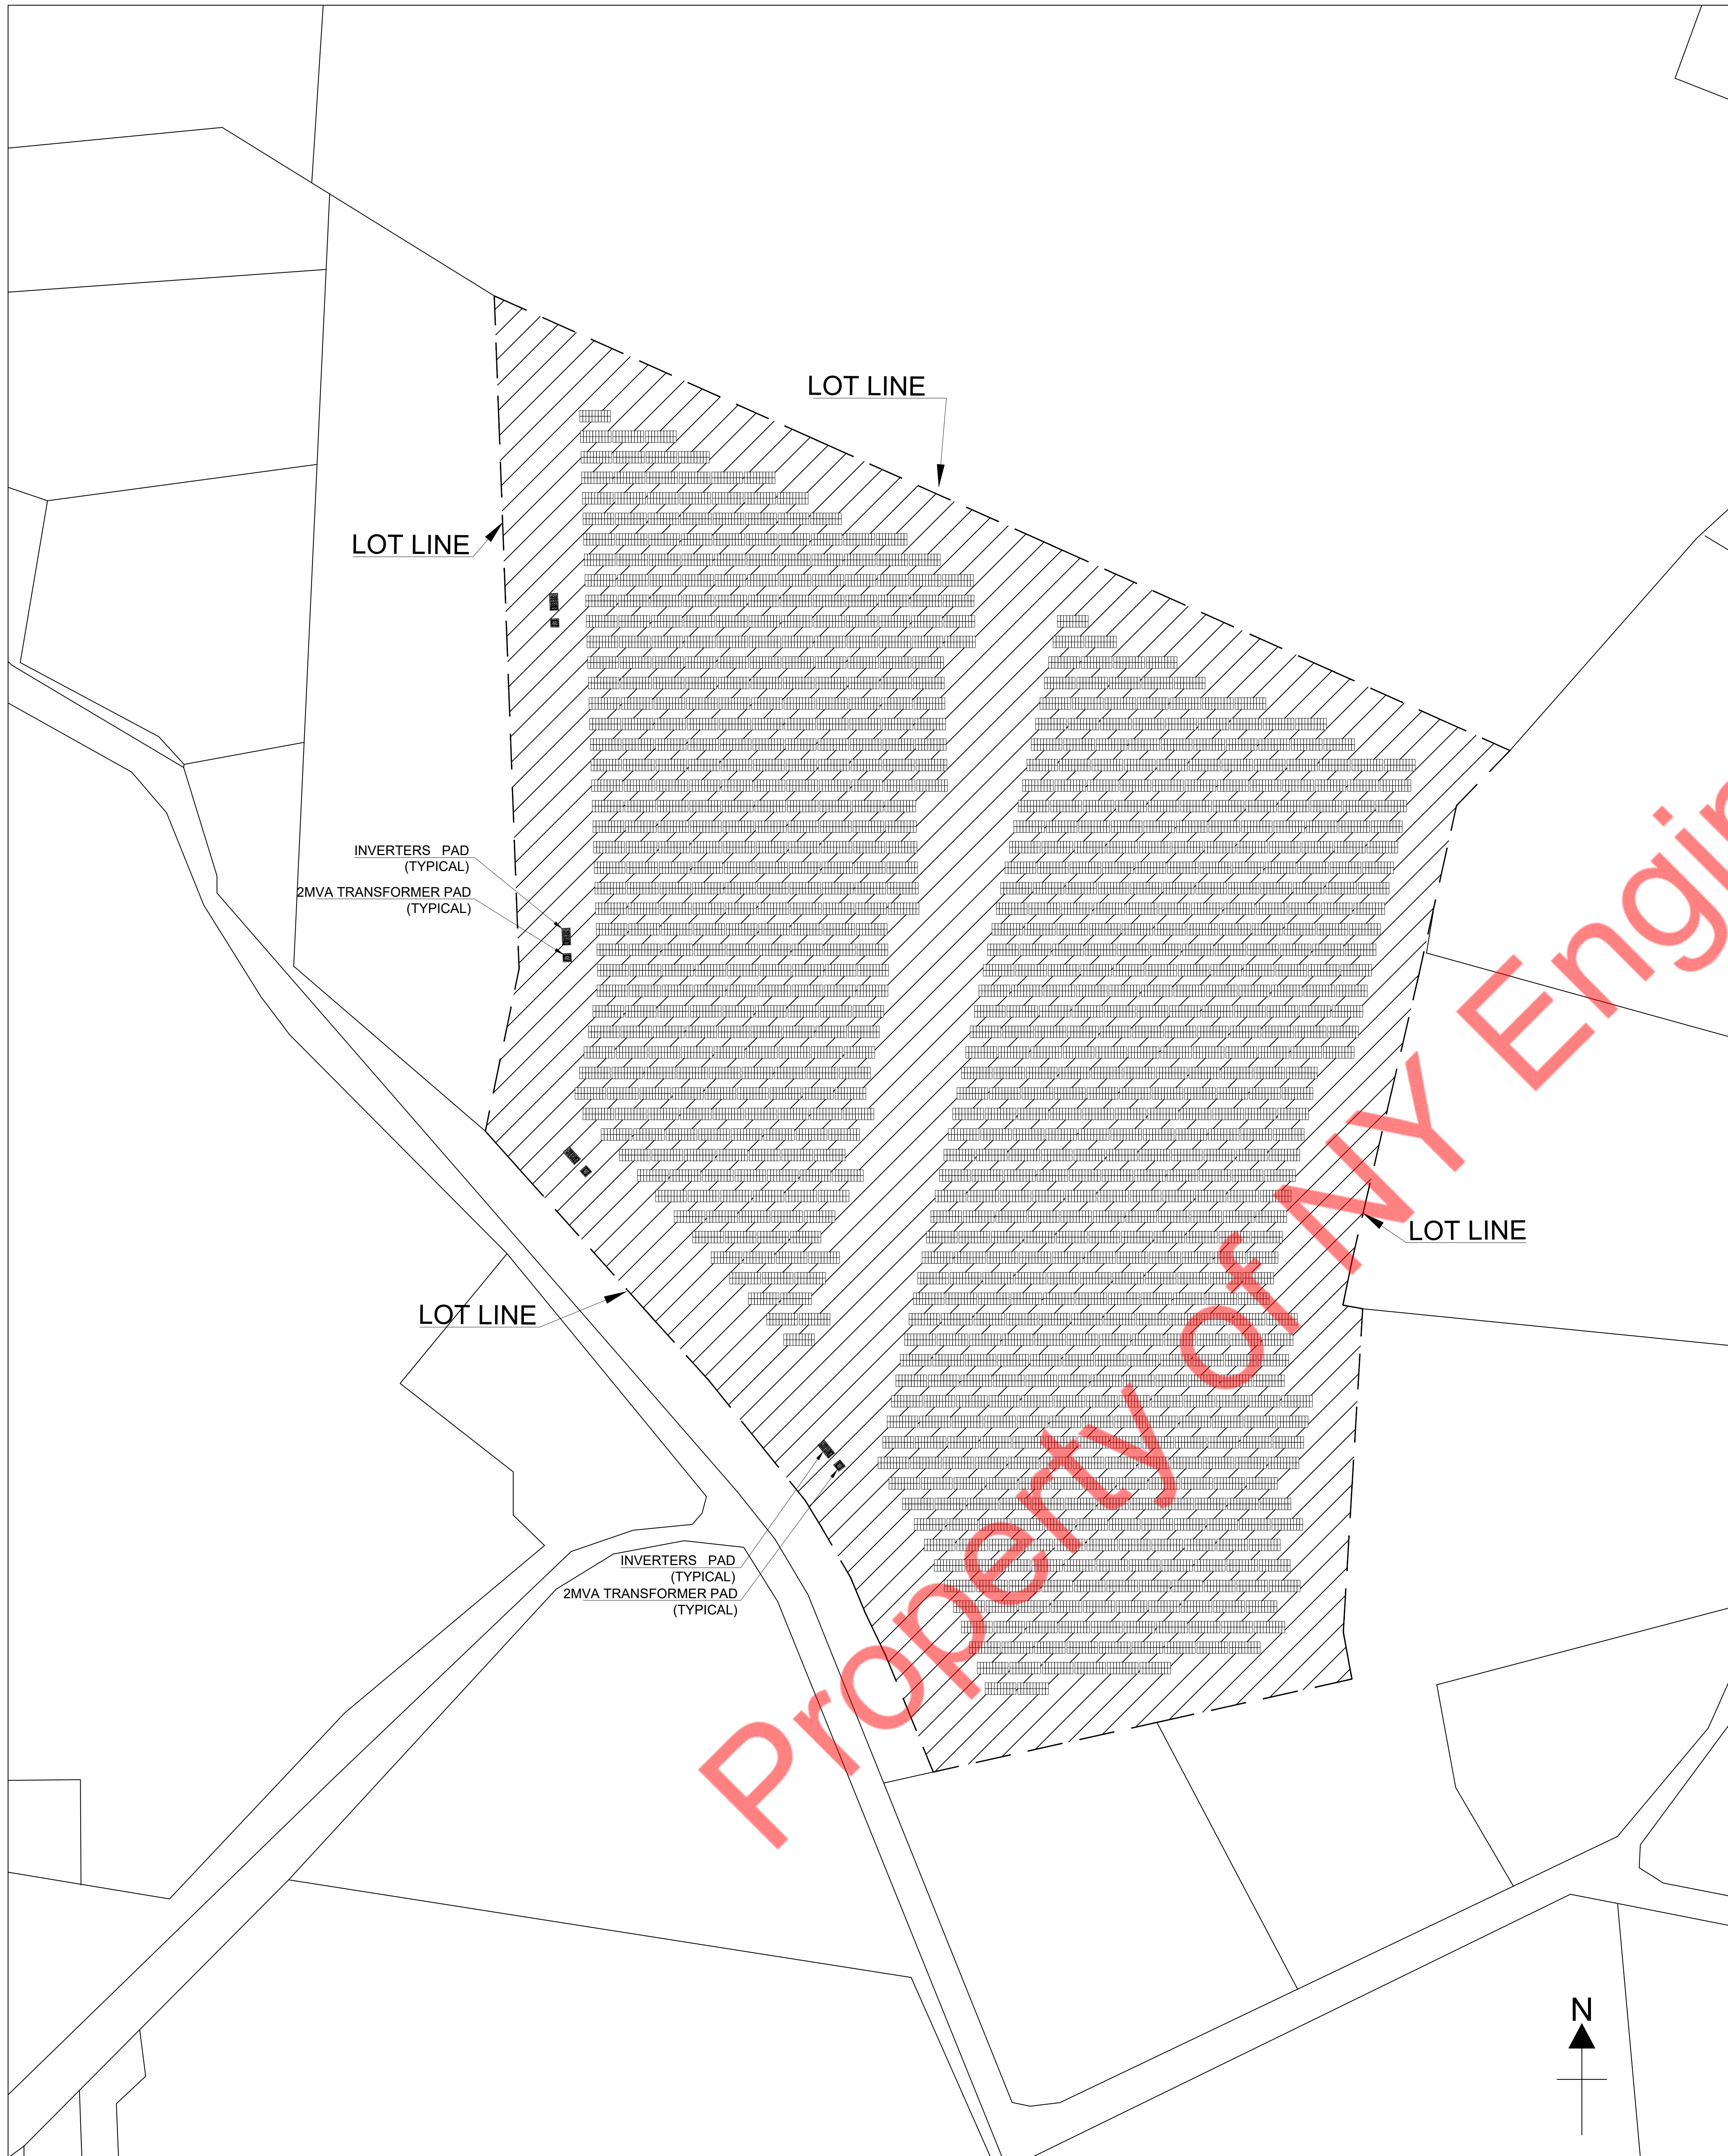 LOT LINE
LOT LINE
INVERTERS PAD
(TYPICAL)
2MVA TRANSFORMER PAD
(TYPICAL)
LOT LINE
LOT LINE
INVERTERS PAD
(TYPICAL)
2MVA TRANSFORMER PAD
(TYPICAL)
Property of NY Engin
N